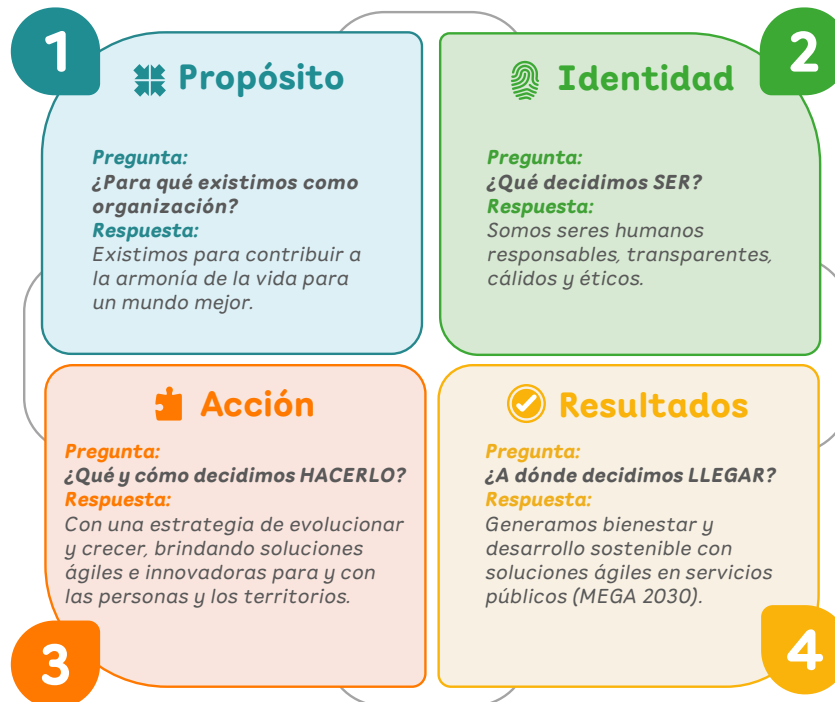 1
Propósito
Pregunta:
¿Para qué existimos como
organización?
Respuesta:
Existimos para contribuir a
la armonía de la vida para
un mundo mejor.
2
Identidad
Pregunta:
¿Qué decidimos SER?
Respuesta:
Somos seres humanos
responsables, transparentes,
cálidos y éticos.
3
Acción
Pregunta:
¿Qué y cómo decidimos HACERLO?
Respuesta:
Con una estrategia de evolucionar
y crecer, brindando soluciones
ágiles e innovadoras para y con
las personas y los territorios.
4
Resultados
Pregunta:
¿A dónde decidimos LLEGAR?
Respuesta:
Generamos bienestar y
desarrollo sostenible con
soluciones ágiles en servicios
públicos (MEGA 2030).